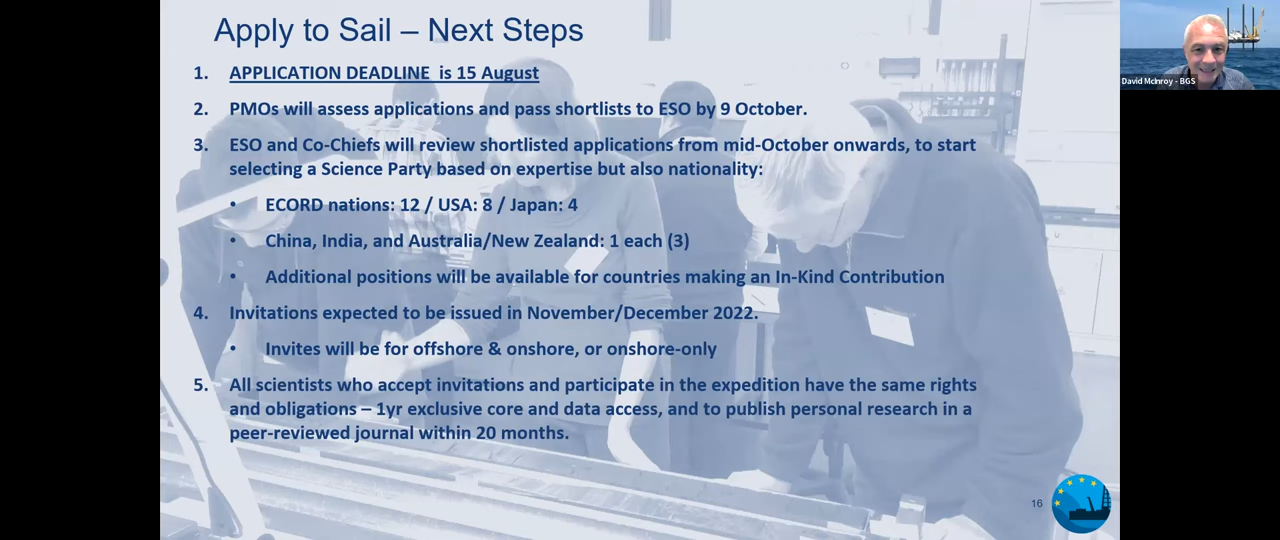 Apply to Sail – Next Steps
1. APPLICATION DEADLINE is 15 August
2. PMOs will assess applications and pass shortlists to ESO by 9 October.
3. ESO and Co-Chiefs will review shortlisted applications from mid-October onwards, to start
selecting a Science Party based on expertise but also nationality:
• ECORD nations: 12 / USA: 8 / Japan: 4
• China, India, and Australia/New Zealand: 1 each (3)
• Additional positions will be available for countries making an In-Kind Contribution
4. Invitations expected to be issued in November/December 2022.
• Invites will be for offshore & onshore, or onshore-only
5. All scientists who accept invitations and participate in the expedition have the same rights
and obligations – 1yr exclusive core and data access, and to publish personal research in a
peer-reviewed journal within 20 months.
16
David McInroy - BGS